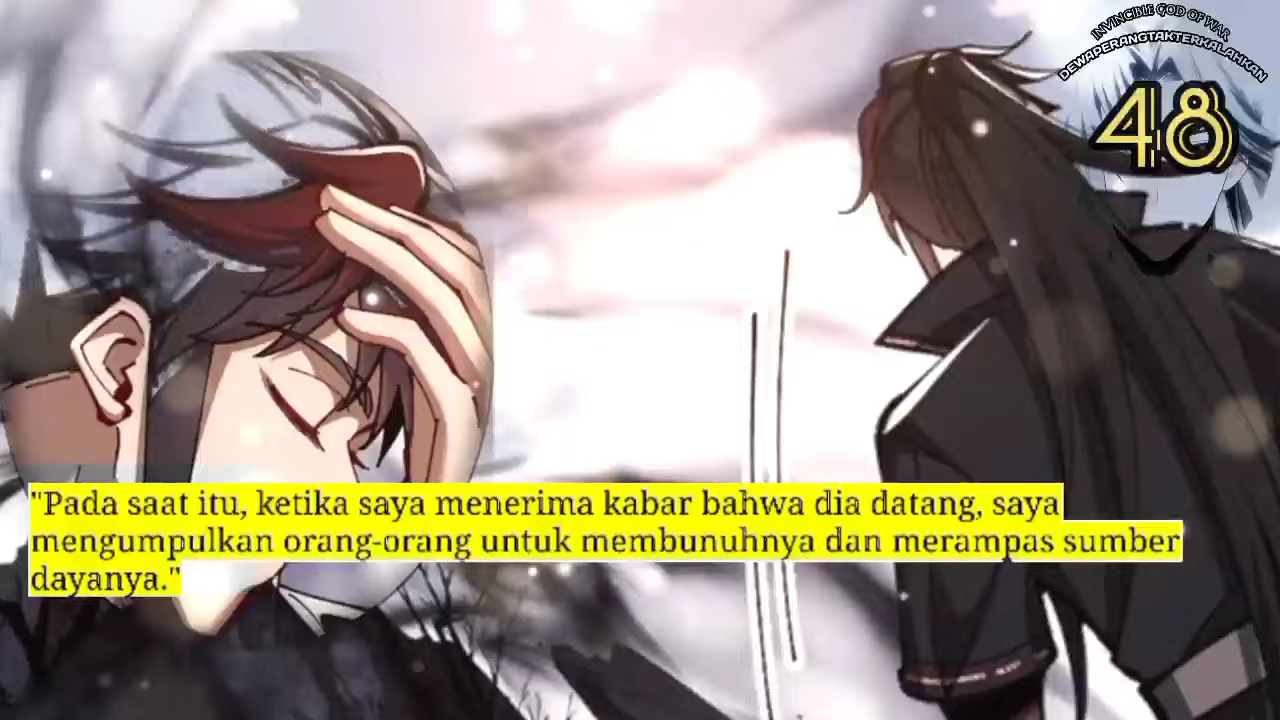 INVINCIBLE GOD OF WAR
DEWAPERANGTAKTERKALAHKAN
48
"Pada saat itu, ketika saya menerima kabar bahwa dia datang, saya
mengumpulkan orang-orang untuk membunuhnya dan merampas sumber
dayanya."